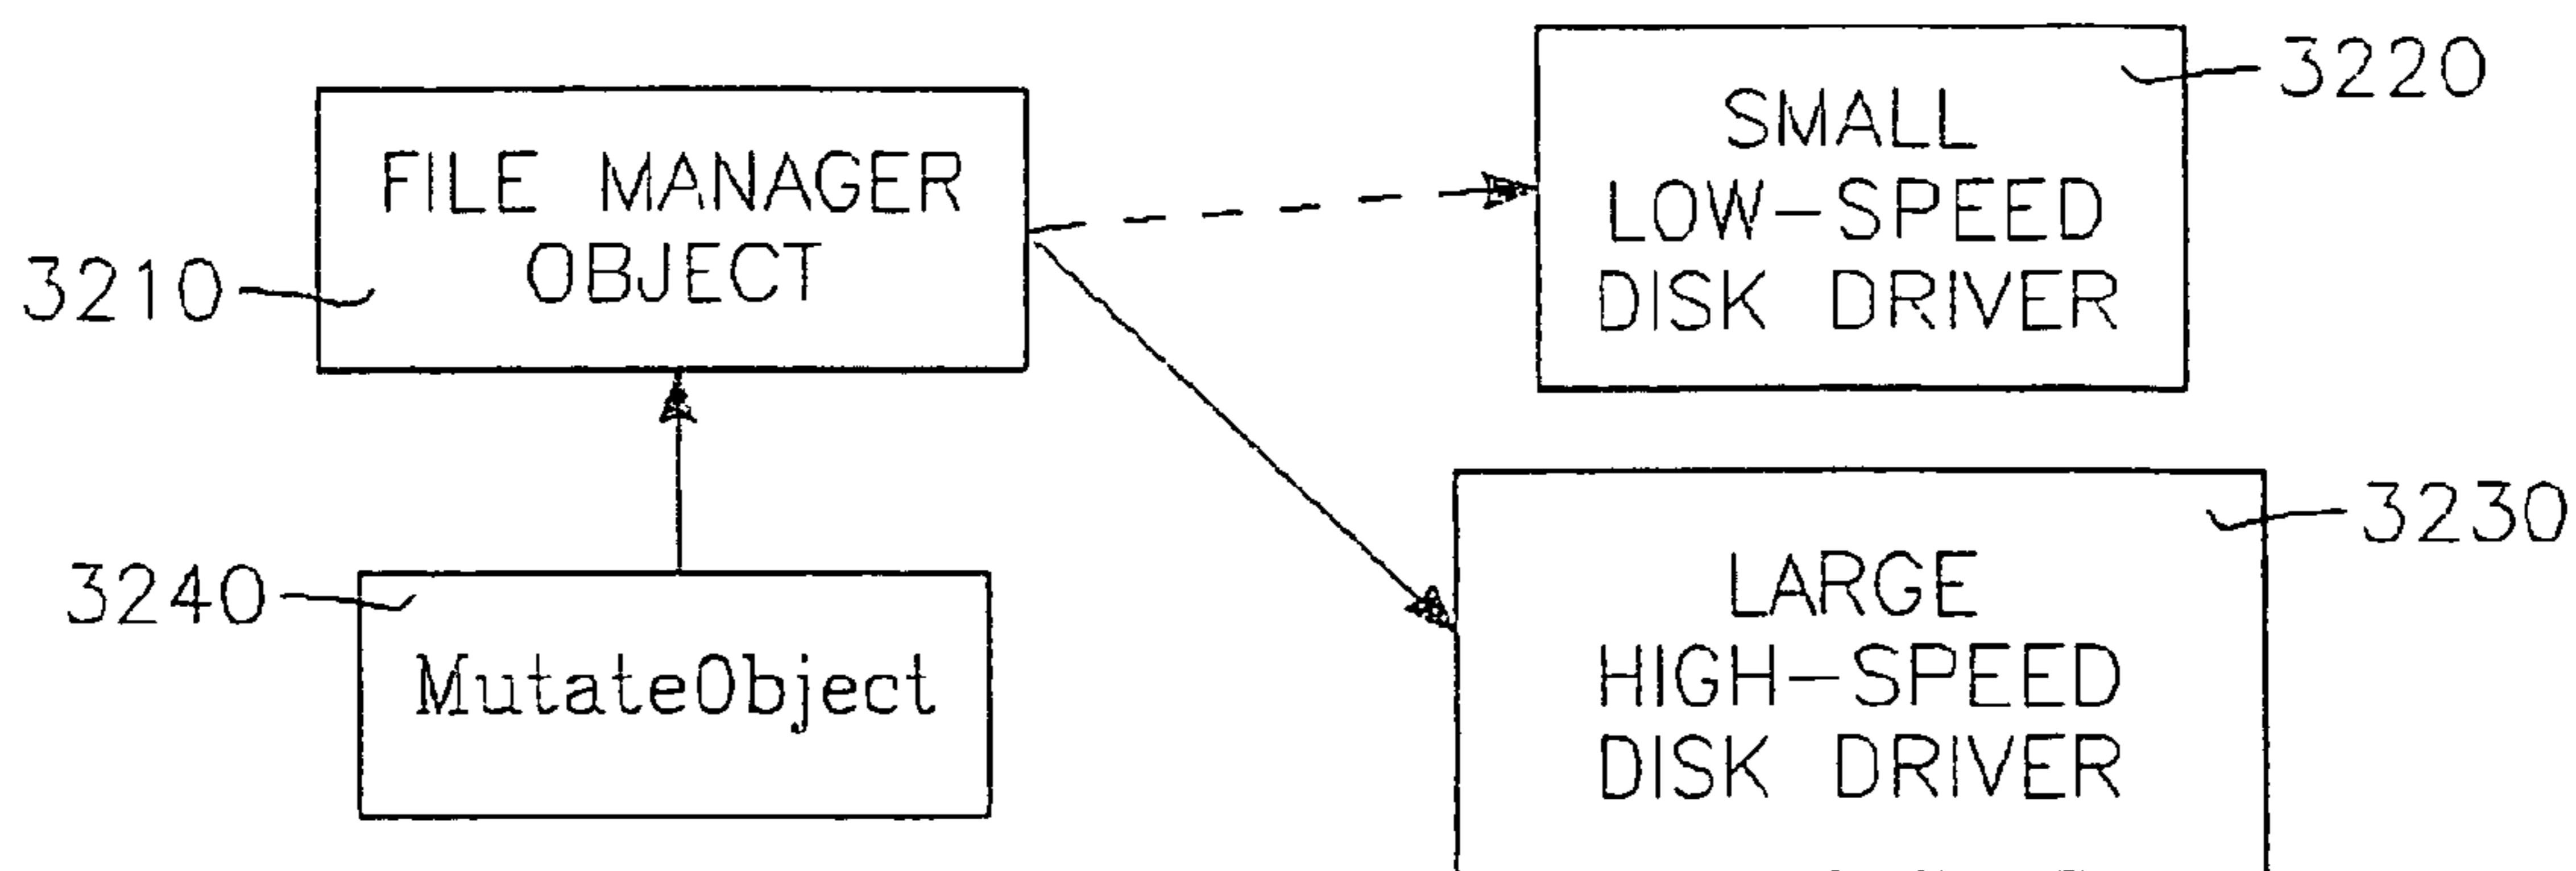 3220
SMALL
LOW-SPEED
DISK DRIVER
FILE MANAGER
OBJECT
3210
3230
LARGE
HIGH-SPEED
DISK DRIVER
3240
MutateObject